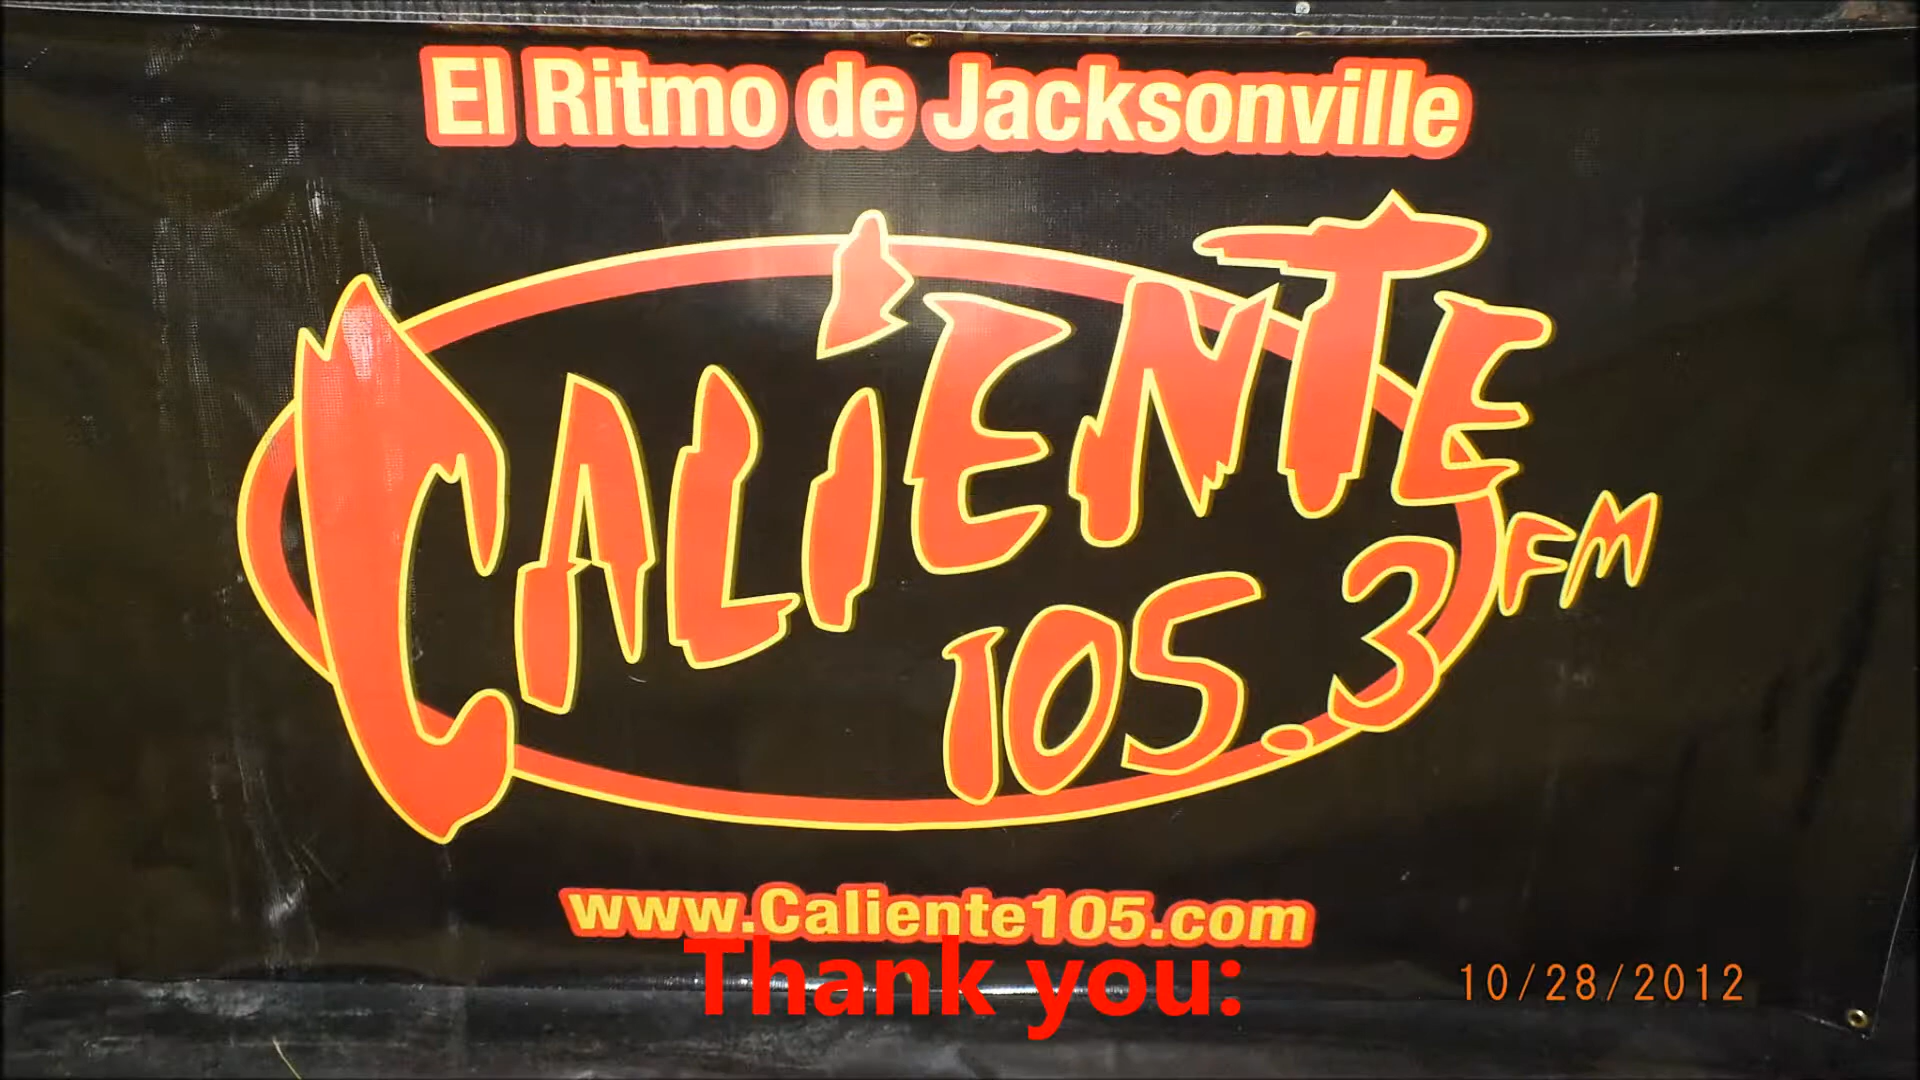 El Ritmo de Jacksonville
CALIENTE
105.3 FM
www.Caliente105.com
Thank you:
10/28/2012